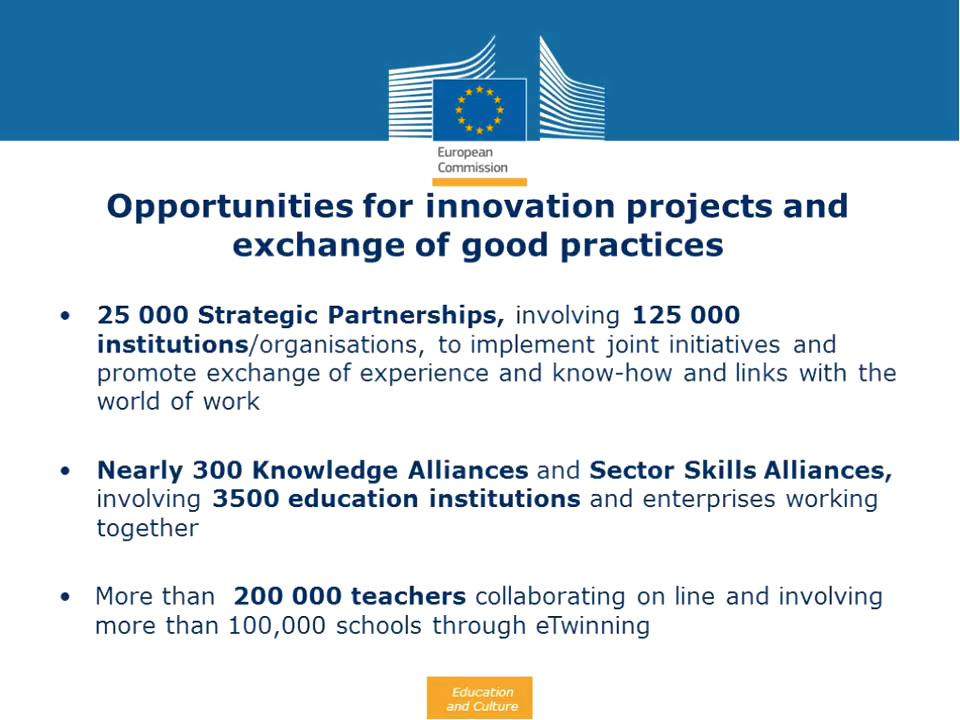 European
Commission
Opportunities for innovation projects and
exchange of good practices
• 25 000 Strategic Partnerships, involving 125 000
institutions/organisations, to implement joint initiatives and
promote exchange of experience and know-how and links with the
world of work
• Nearly 300 Knowledge Alliances and Sector Skills Alliances,
involving 3500 education institutions and enterprises working
together
• More than 200 000 teachers collaborating on line and involving
more than 100,000 schools through eTwinning
Education
and Culture